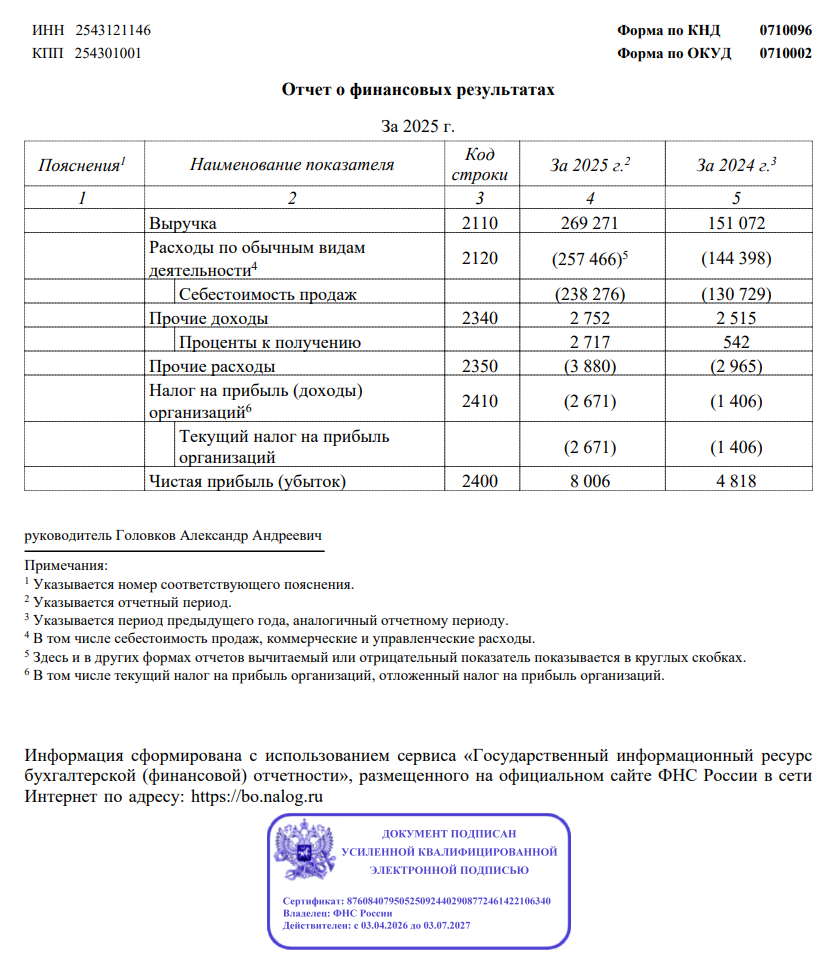 ИНН 2543121146 Форма по КНД 0710096
КПП 254301001 Форма по ОКУД 0710002
Отчет о финансовых результатах
За 2025 г.
Пояснения¹ Наименование показателя Код строки За 2025 г.² За 2024 г.³
1 2 3 4 5
Выручка 2110 269 271 151 072
Расходы по обычным видам
деятельности⁴ 2120 (257 466)⁵ (144 398)
Себестоимость продаж (238 276) (130 729)
Прочие доходы 2340 2 752 2 515
Проценты к получению 2 717 542
Прочие расходы 2350 (3 880) (2 965)
Налог на прибыль (доходы)
организаций⁶ 2410 (2 671) (1 406)
Текущий налог на прибыль
организаций (2 671) (1 406)
Чистая прибыль (убыток) 2400 8 006 4 818
руководитель Головков Александр Андреевич
Примечания:
¹ Указывается номер соответствующего пояснения.
² Указывается отчетный период.
³ Указывается период предыдущего года, аналогичный отчетному периоду.
⁴ В том числе себестоимость продаж, коммерческие и управленческие расходы.
⁵ Здесь и в других формах отчетов вычитаемый или отрицательный показатель показывается в круглых скобках.
⁶ В том числе текущий налог на прибыль организаций, отложенный налог на прибыль организаций.
Информация сформирована с использованием сервиса «Государственный информационный ресурс
бухгалтерской (финансовой) отчетности», размещенного на официальном сайте ФНС России в сети
Интернет по адресу: https://bo.nalog.ru
ДОКУМЕНТ ПОДПИСАН
УСИЛЕННОЙ КВАЛИФИЦИРОВАННОЙ
ЭЛЕКТРОННОЙ ПОДПИСЬЮ
Сертификат: 876084079505250924402908772461422106340
Владелец: ФНС России
Действителен: с 03.04.2026 до 03.07.2027